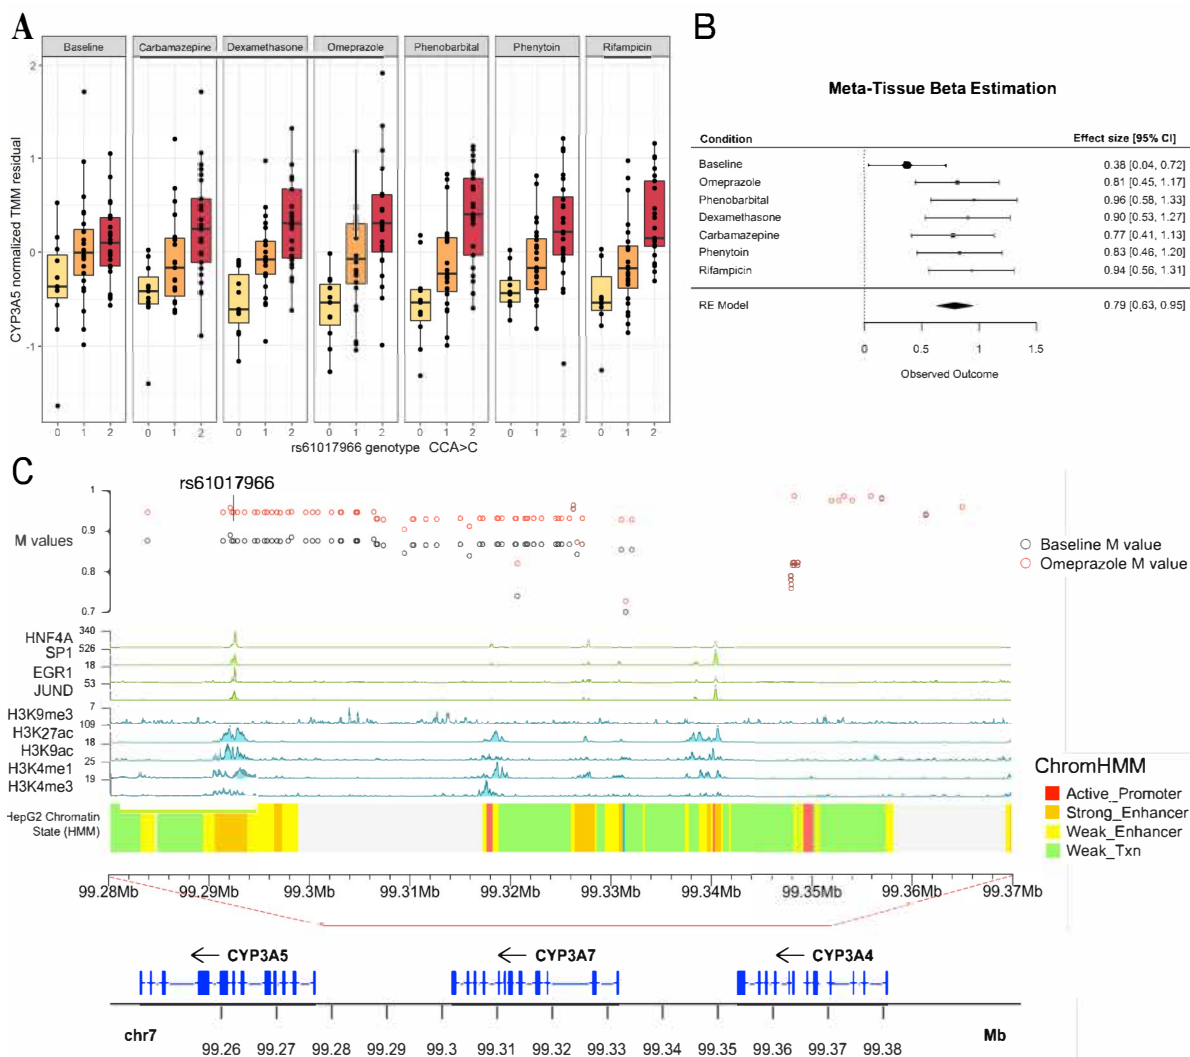 A
Baseline Carbamazepine Dexamethasone Omeprazole Phenobarbital Phenytoin Rifampicin
CYP3A5 normalized TMM residual
2
1
0
-1
0 1 2 0 1 2 0 1 2 0 1 2 0 1 2 0 1 2 0 1 2
rs61017966 genotype CCA>C
B
Meta-Tissue Beta Estimation
Condition Effect size [95% CI]
Baseline 0.38 [0.04, 0.72]
Omeprazole 0.81 [0.45, 1.17]
Phenobarbital 0.96 [0.58, 1.33]
Dexamethasone 0.90 [0.53, 1.27]
Carbamazepine 0.77 [0.41, 1.13]
Phenytoin 0.83 [0.46, 1.20]
Rifampicin 0.94 [0.56, 1.31]
RE Model 0.79 [0.63, 0.95]
0 0.5 1 1.5
Observed Outcome
C
rs61017966
M values
1
0.9
0.8
0.7
Baseline M value
Omeprazole M value
HNF4A 340
SP1 526
EGR1 18
JUND 53
H3K9me3 7
H3K27ac 109
H3K9ac 18
H3K4me1 25
H3K4me3 19
HepG2 Chromatin
State (HMM)
ChromHMM
Active_Promoter
Strong_Enhancer
Weak_Enhancer
Weak_Txn
99.28Mb 99.29Mb 99.3Mb 99.31Mb 99.32Mb 99.33Mb 99.34Mb 99.35Mb 99.36Mb 99.37Mb
← CYP3A5 ← CYP3A7 ← CYP3A4
chr7 Mb
99.26 99.27 99.28 99.29 99.3 99.31 99.32 99.33 99.34 99.35 99.36 99.37 99.38